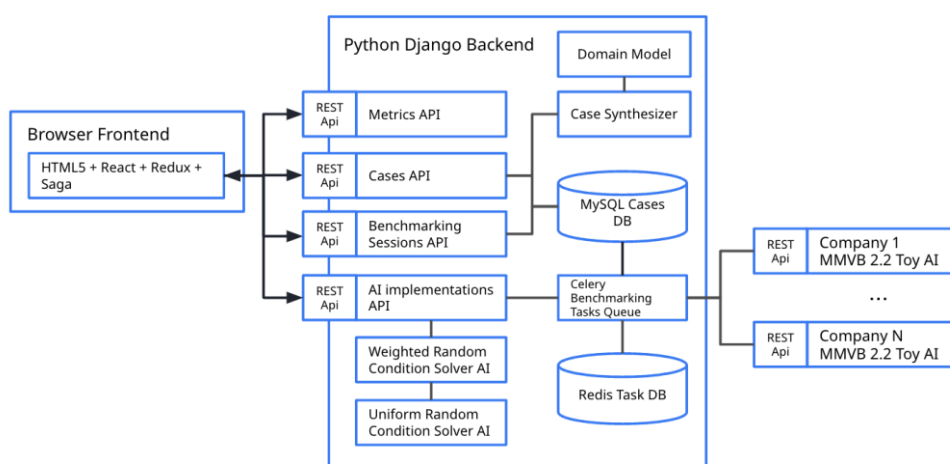 Python Django Backend
Domain Model
Case Synthesizer
REST
Api
Metrics API
Browser Frontend
HTML5 + React + Redux +
Saga
REST
Api
Cases API
MySQL Cases
DB
REST
Api
Benchmarking
Sessions API
REST
Api
AI implementations
API
Celery
Benchmarking
Tasks Queue
REST
Api
Company 1
MMVB 2.2 Toy AI
...
REST
Api
Company N
MMVB 2.2 Toy AI
Weighted Random
Condition Solver AI
Redis Task DB
Uniform Random
Condition Solver AI